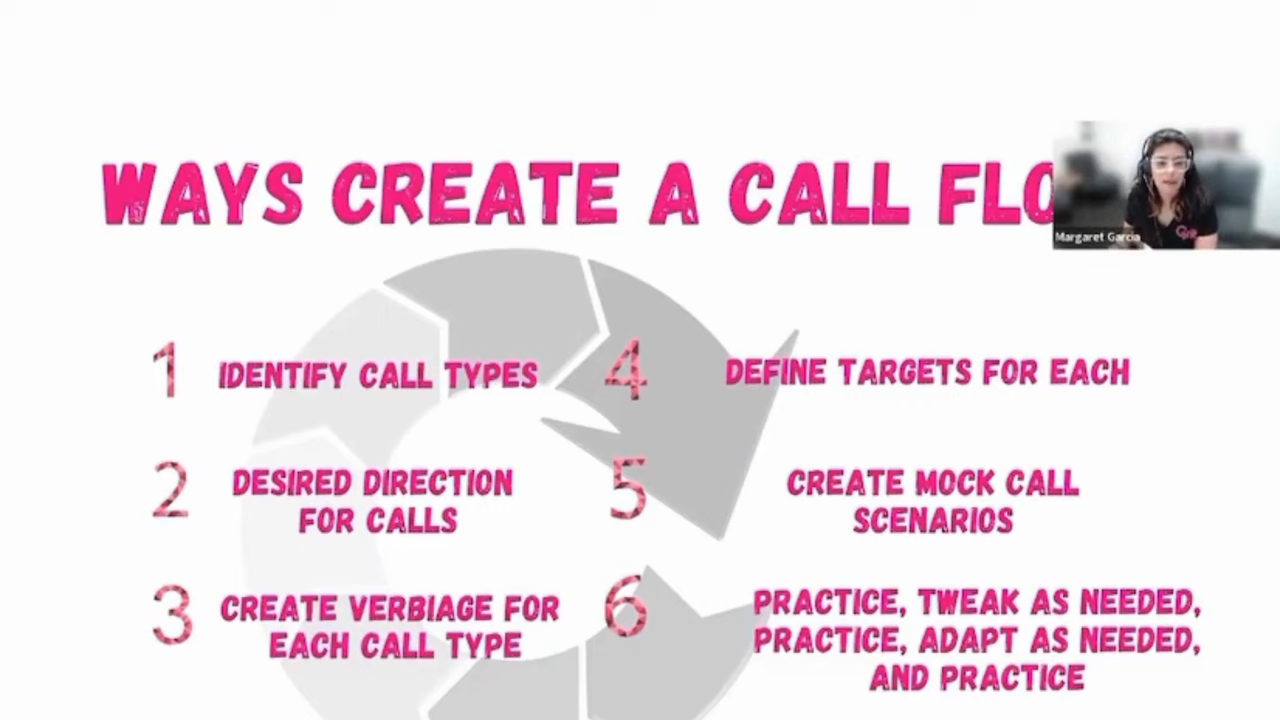 WAYS CREATE A CALL FLO
Margaret Garcia
1 IDENTIFY CALL TYPES
2 DESIRED DIRECTION
FOR CALLS
3 CREATE VERBIAGE FOR
EACH CALL TYPE
4 DEFINE TARGETS FOR EACH
5 CREATE MOCK CALL
SCENARIOS
6 PRACTICE, TWEAK AS NEEDED,
PRACTICE, ADAPT AS NEEDED,
AND PRACTICE